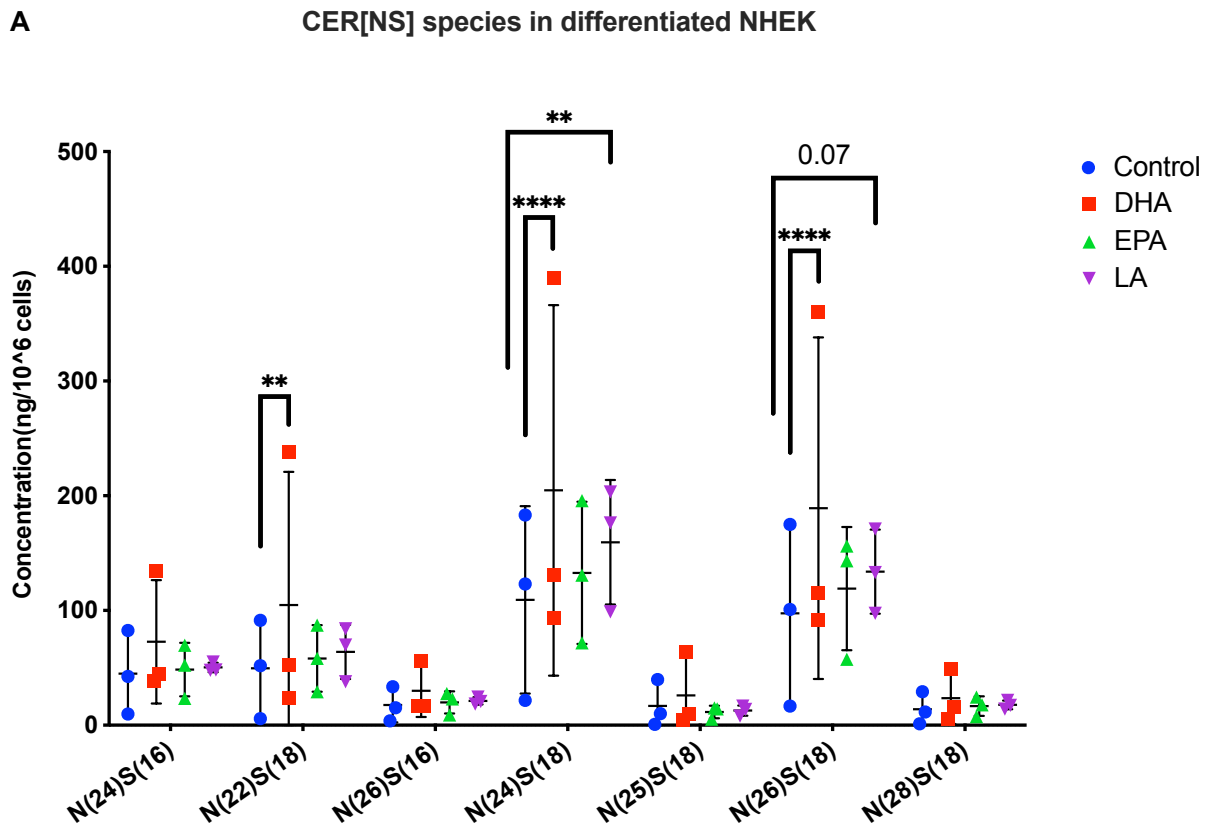 A
CER[NS] species in differentiated NHEK
Concentration(ng/10^6 cells)
500
400
300
200
100
0
**
****
**
****
0.07
N(24)S(16)
N(22)S(18)
N(26)S(16)
N(24)S(18)
N(25)S(18)
N(26)S(18)
N(28)S(18)
Control
DHA
EPA
LA